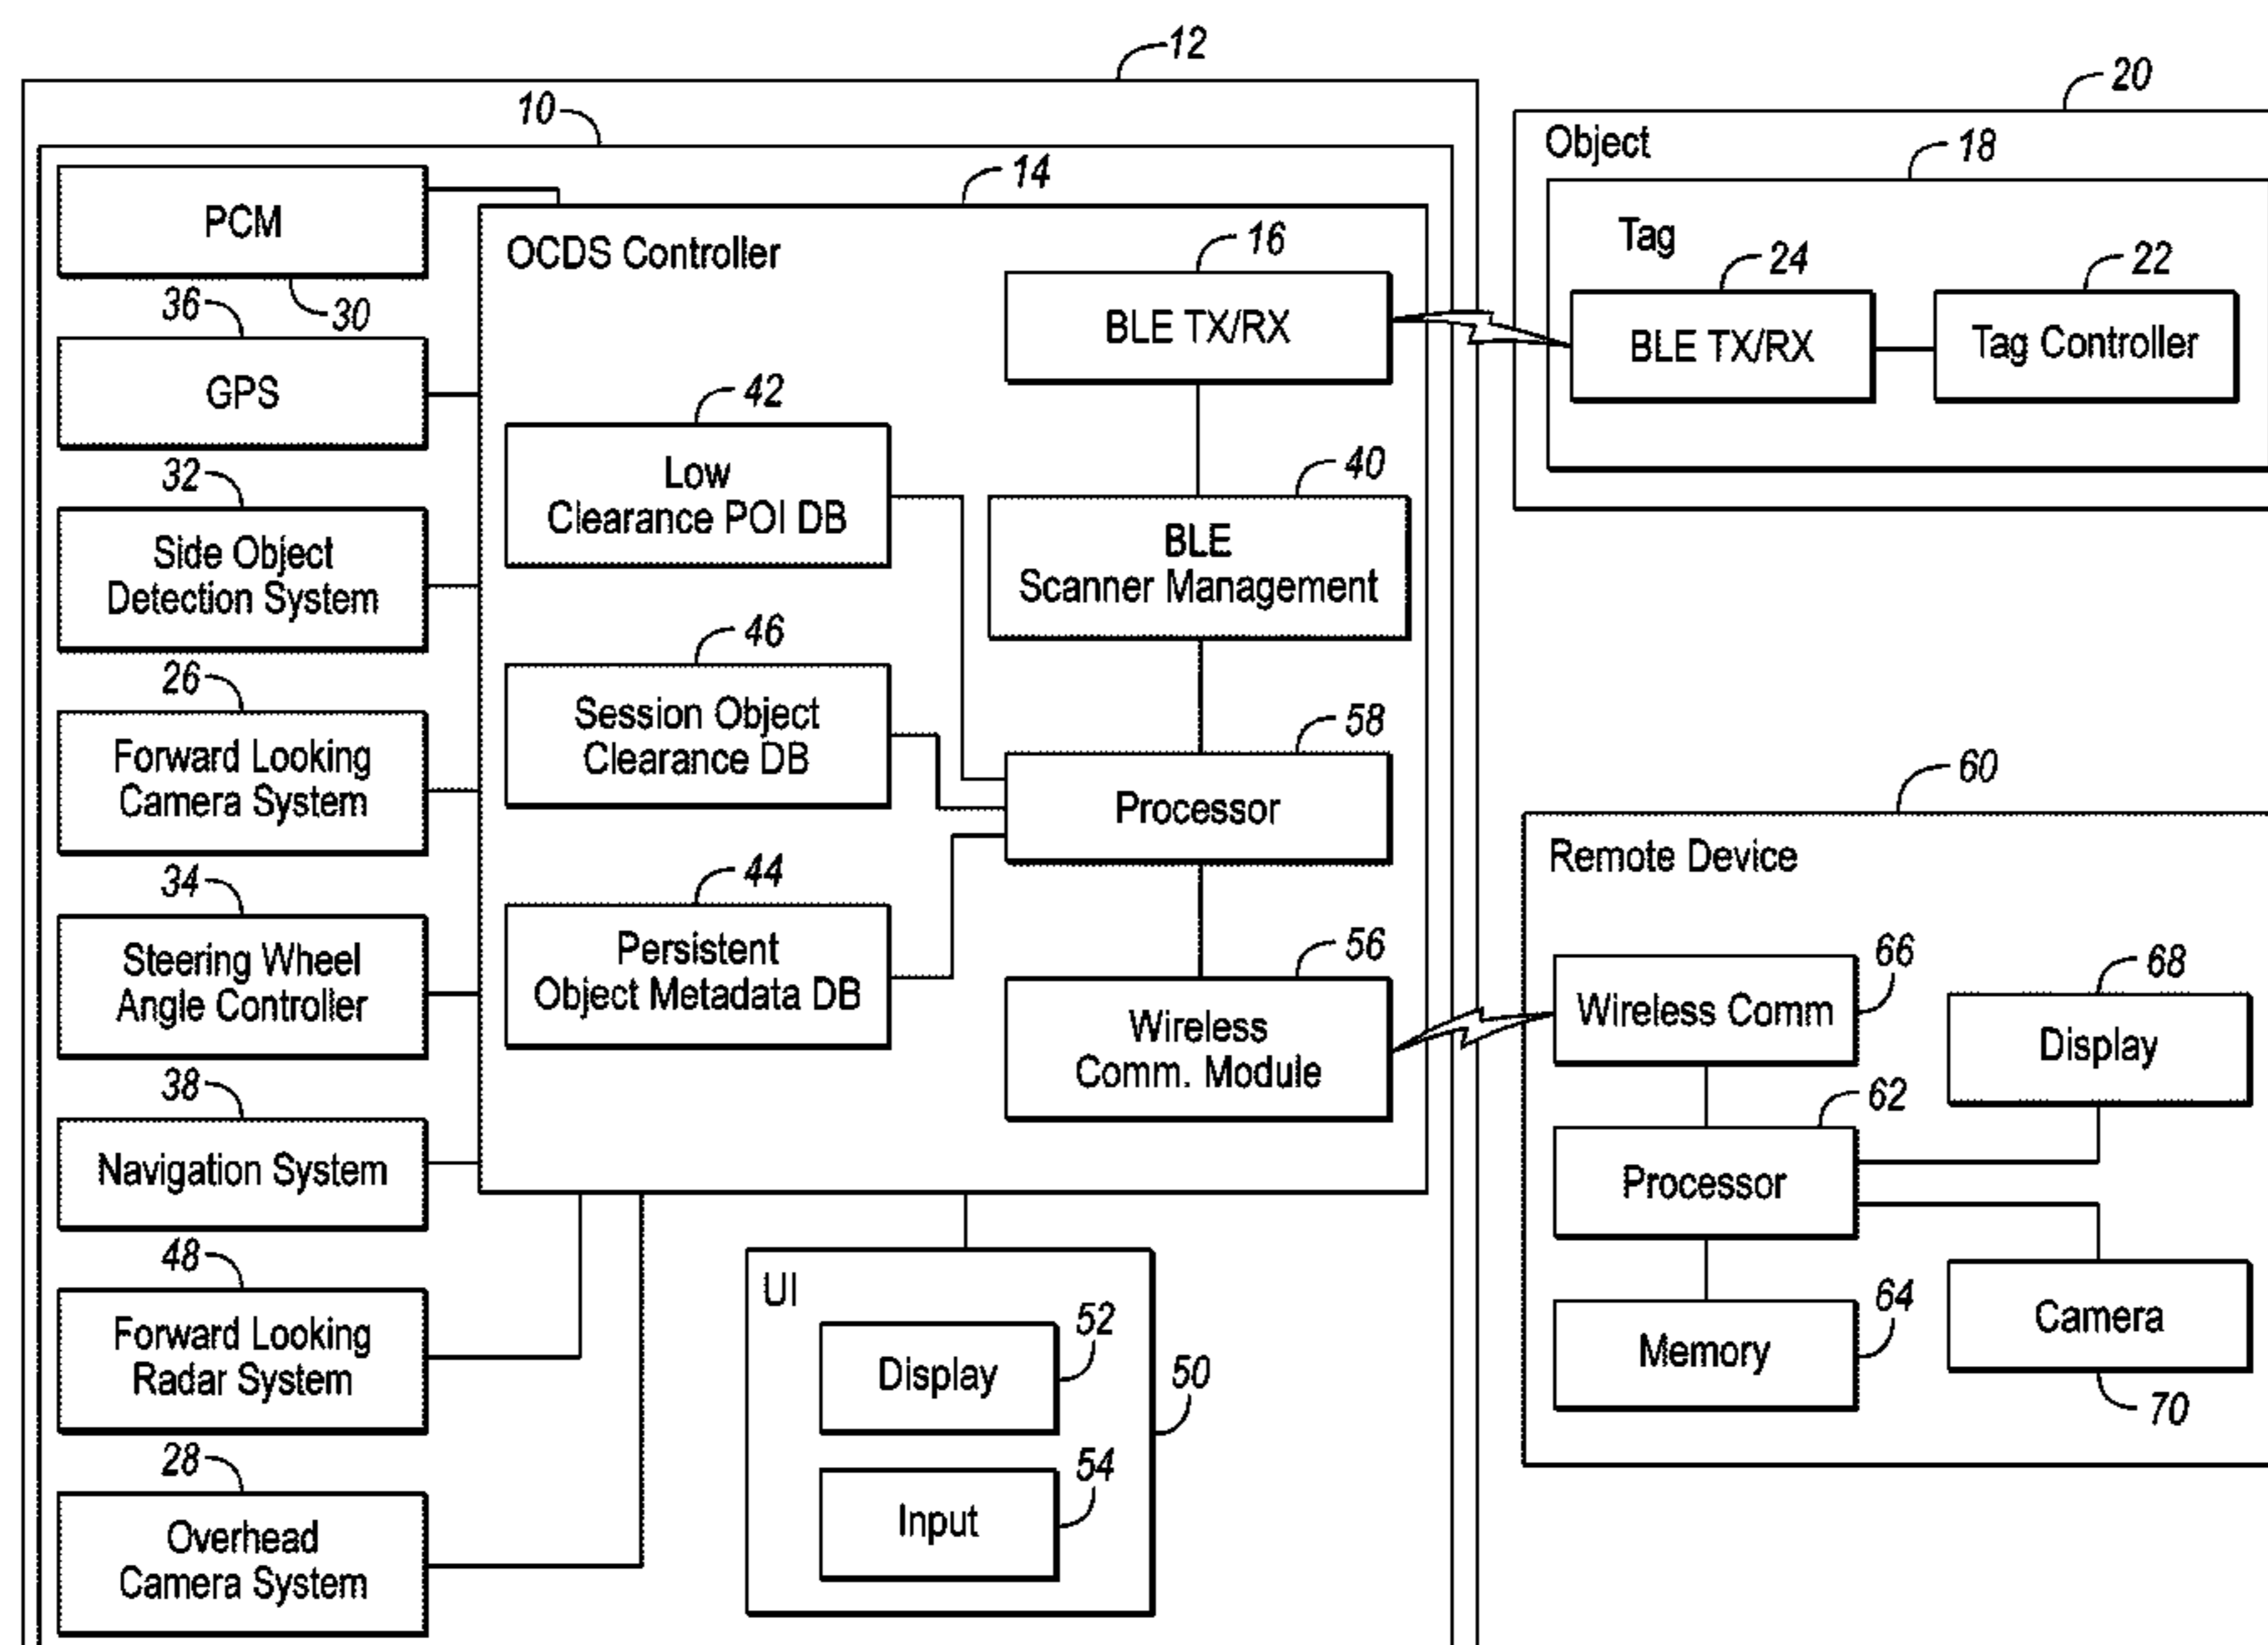 12
10
20
Object
18
14
PCM
30
OCDS Controller
16
BLE TX/RX
Tag
24
BLE TX/RX
22
Tag Controller
36
GPS
42
Low
Clearance POI DB
40
BLE
Scanner Management
32
Side Object
Detection System
46
Session Object
Clearance DB
58
Processor
26
Forward Looking
Camera System
60
Remote Device
34
Steering Wheel
Angle Controller
44
Persistent
Object Metadata DB
56
Wireless
Comm. Module
66
Wireless Comm
68
Display
38
Navigation System
62
Processor
48
Forward Looking
Radar System
UI
52
Display
50
54
Input
64
Memory
Camera
70
28
Overhead
Camera System